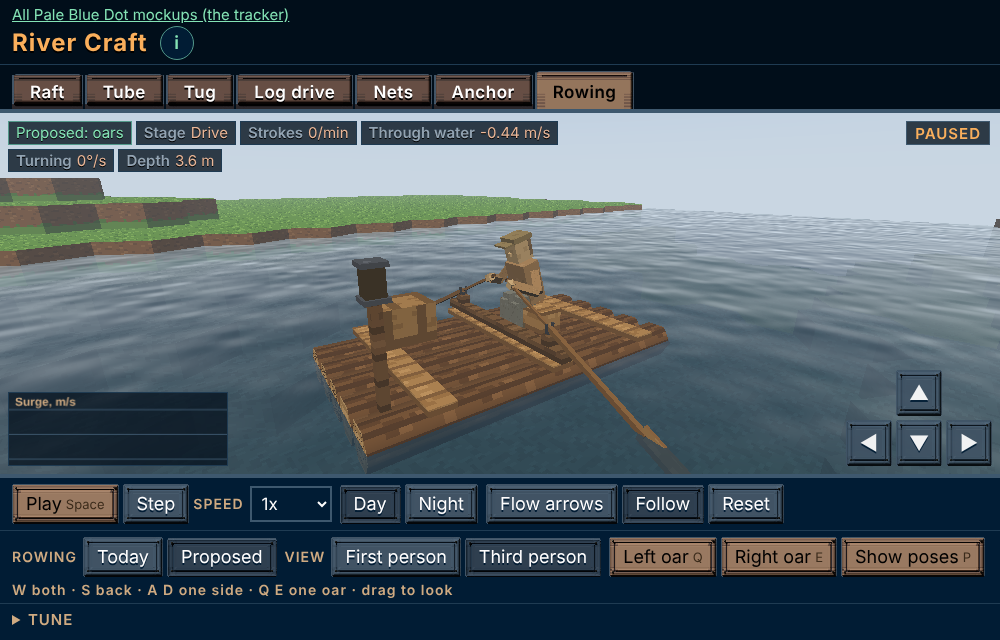 All Pale Blue Dot mockups (the tracker)
River Craft i
Raft Tube Tug Log drive Nets Anchor Rowing
Proposed: oars Stage Drive Strokes 0/min Through water -0.44 m/s PAUSED
Turning 0°/s Depth 3.6 m
Surge, m/s
Play Space Step SPEED 1x Day Night Flow arrows Follow Reset
ROWING Today Proposed VIEW First person Third person Left oar Q Right oar E Show poses P
W both · S back · A D one side · Q E one oar · drag to look
TUNE